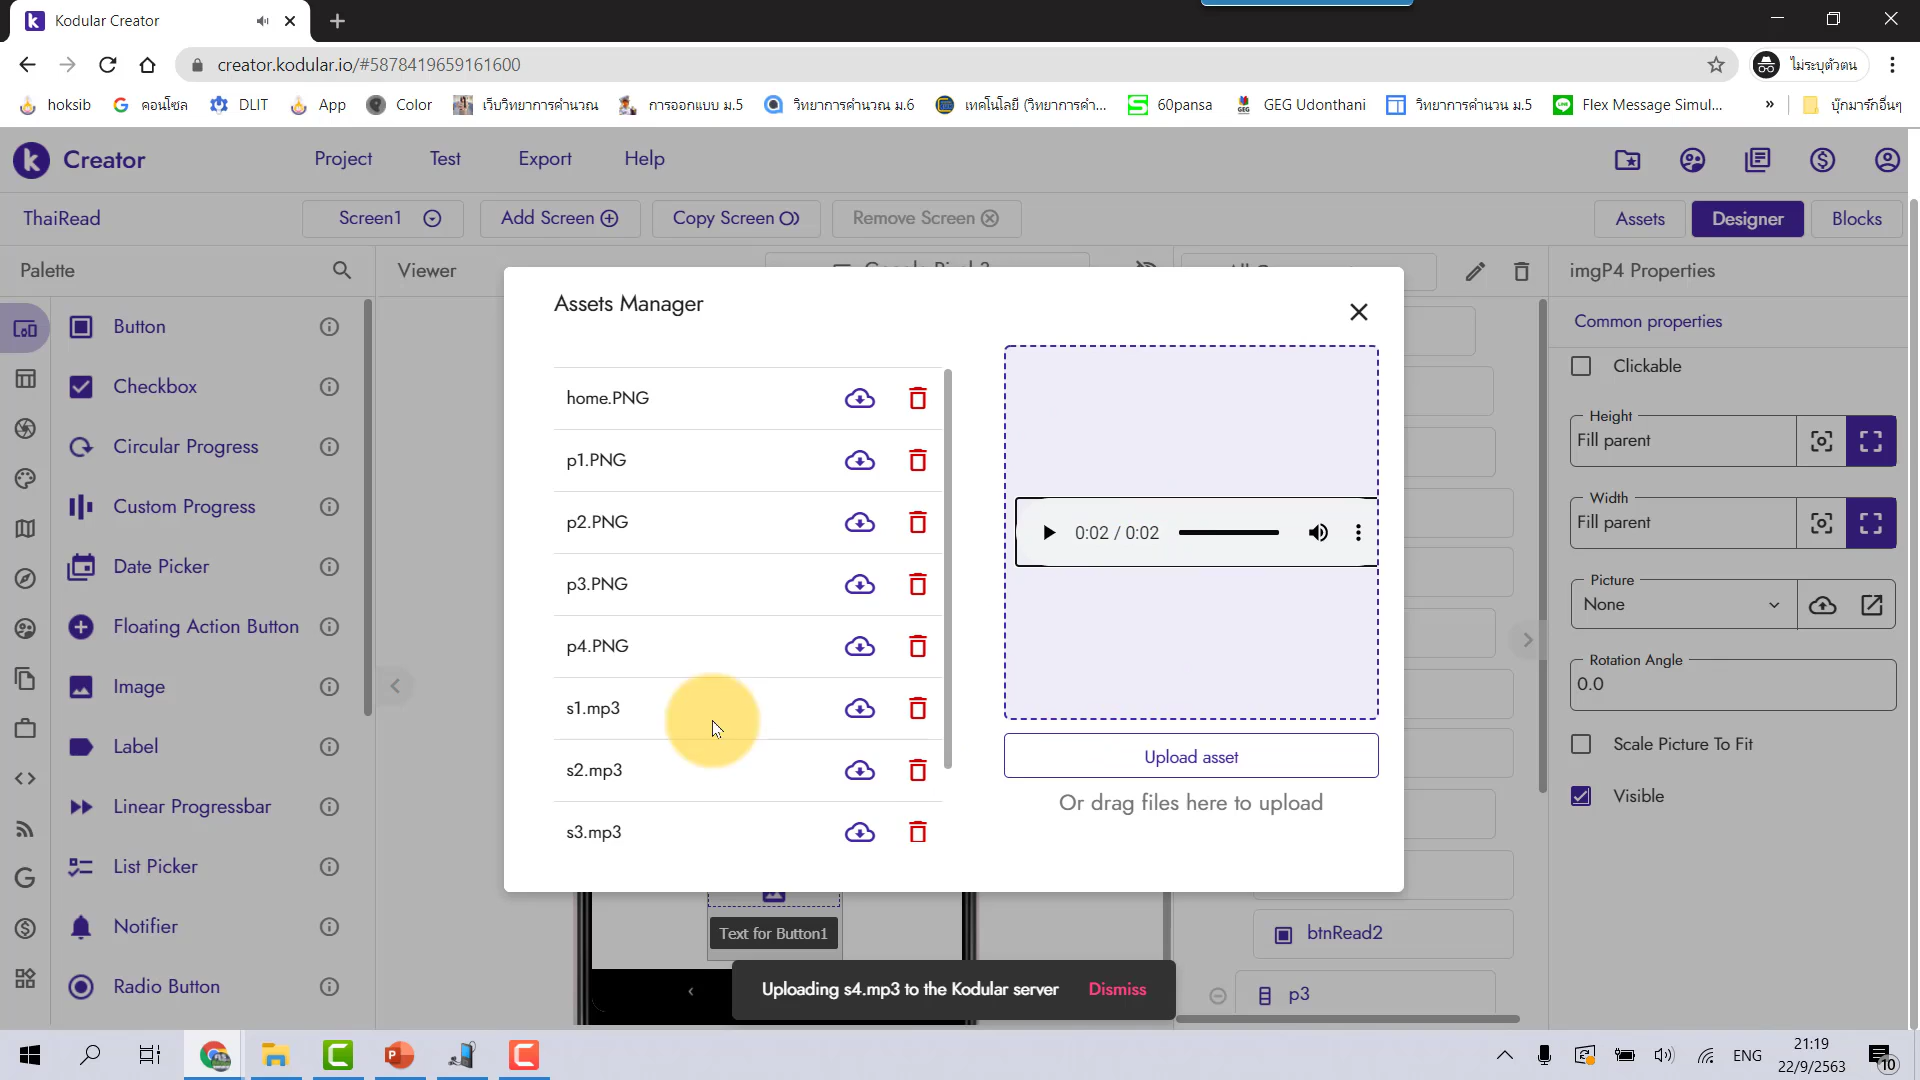 Kodular Creator
creator.kodular.io/#5878419659161600
ไม่ระบุตัวตน
hoksib
คอนโซล
DLIT
App
Color
เว็บวิทยาการคำนวณ
การออกแบบ ม.5
วิทยาการคำนวณ ม.6
เทคโนโลยี (วิทยาการคำ...
60pansa
GEG Udonthani
วิทยาการคำนวน ม.5
Flex Message Simul...
»
บุ๊กมาร์กอื่นๆ
Creator
Project
Test
Export
Help
ThaiRead
Screen1
Add Screen
Copy Screen
Remove Screen
Assets
Designer
Blocks
Palette
Viewer
imgP4 Properties
Assets Manager
Button
Common properties
Checkbox
Clickable
home.PNG
Height
Fill parent
Circular Progress
p1.PNG
Custom Progress
p2.PNG
0:02 / 0:02
Width
Fill parent
Date Picker
p3.PNG
Picture
None
Floating Action Button
p4.PNG
Image
s1.mp3
Rotation Angle
0.0
Label
s2.mp3
Upload asset
Scale Picture To Fit
Linear Progressbar
s3.mp3
Or drag files here to upload
Visible
List Picker
Notifier
Text for Button1
btnRead2
Radio Button
Uploading s4.mp3 to the Kodular server
Dismiss
p3
ENG
21:19
22/9/2563
10